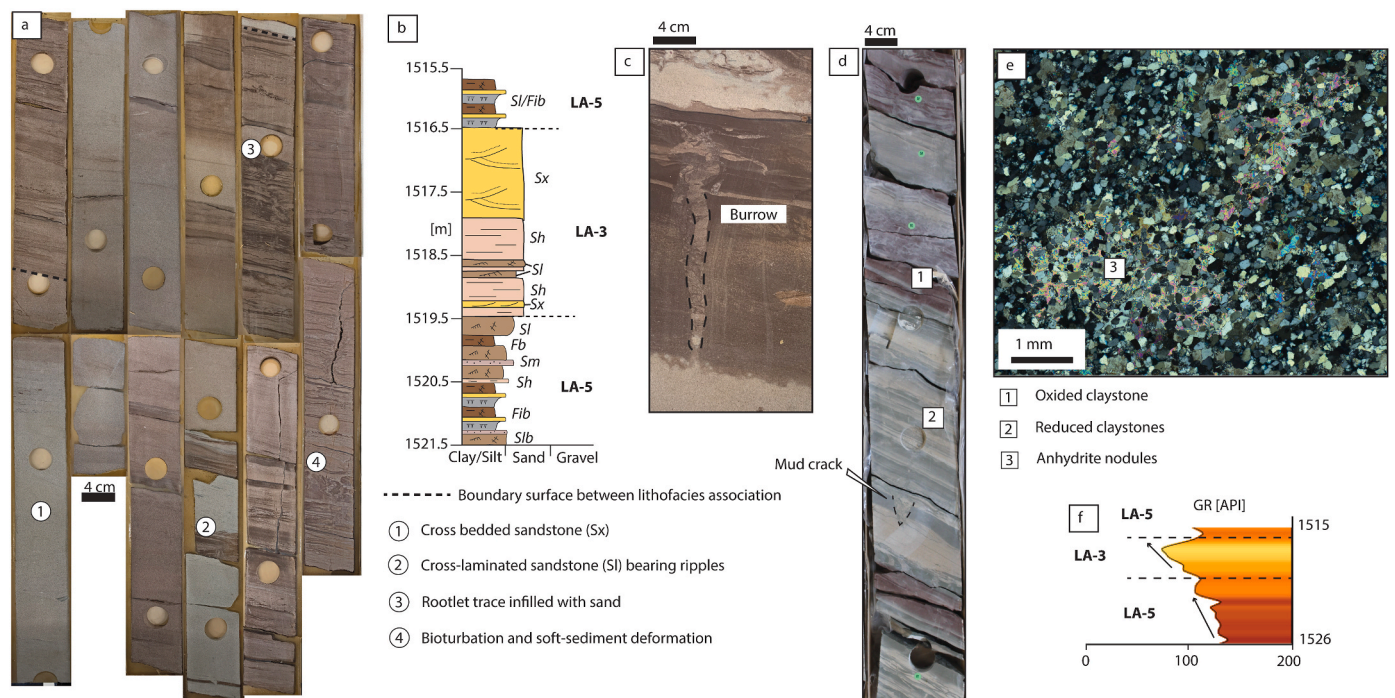 a
3
4
2
1
4 cm
b
1515.5
Sl/Fib
LA-5
1516.5
Sx
1517.5
[m]
LA-3
Sh
1518.5
Sl
Sh
Sx
1519.5
Sl
Fb
Sm
1520.5
Sh
LA-5
Fib
Slb
1521.5
Clay/Silt
Sand
Gravel
Boundary surface between lithofacies association
1 Cross bedded sandstone (Sx)
2 Cross-laminated sandstone (Sl) bearing ripples
3 Rootlet trace infilled with sand
4 Bioturbation and soft-sediment deformation
4 cm
c
Burrow
4 cm
d
1
2
Mud crack
e
3
1 mm
1 Oxided claystone
2 Reduced claystones
3 Anhydrite nodules
f
GR [API]
LA-5
1515
LA-3
LA-5
1526
0
100
200